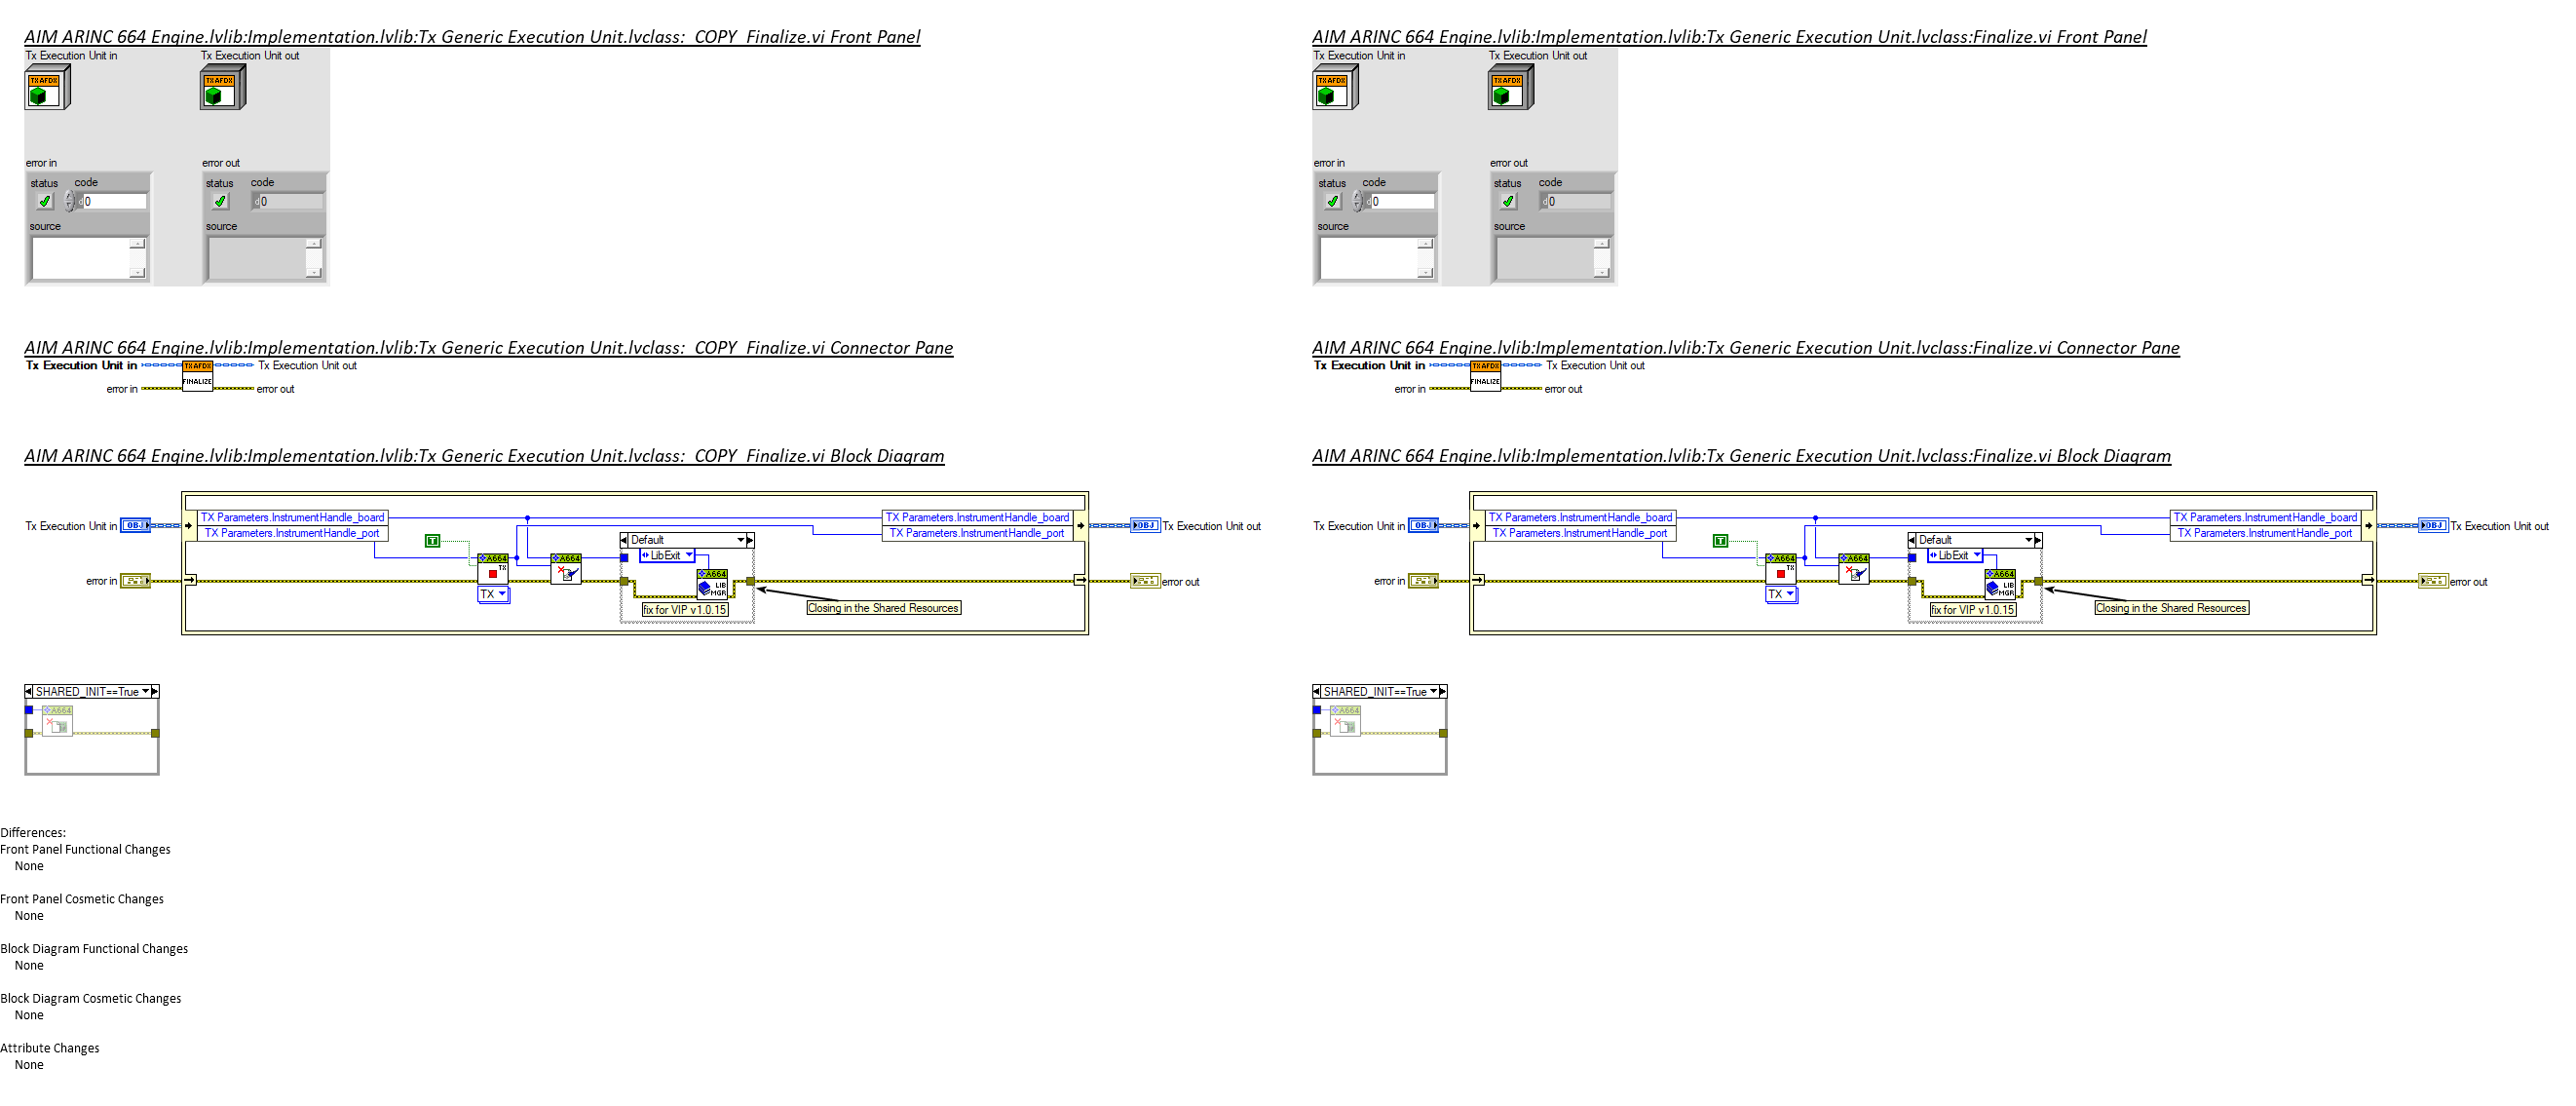 AIM ARINC 664 Engine.lvlib:Implementation.lvlib:Tx Generic Execution Unit.lvclass:  COPY  Finalize.vi Front Panel
Tx Execution Unit in
Tx Execution Unit out
TX AFDX
TX AFDX
error in
error out
status
code
status
code
0
0
source
source
AIM ARINC 664 Engine.lvlib:Implementation.lvlib:Tx Generic Execution Unit.lvclass:  COPY  Finalize.vi Connector Pane
Tx Execution Unit in
TX AFDX
Tx Execution Unit out
error in
FINALIZE
error out
AIM ARINC 664 Engine.lvlib:Implementation.lvlib:Tx Generic Execution Unit.lvclass:  COPY  Finalize.vi Block Diagram
Tx Execution Unit in
OBJ
TX Parameters.InstrumentHandle_board
TX Parameters.InstrumentHandle_port
TX Parameters.InstrumentHandle_board
TX Parameters.InstrumentHandle_port
OBJ
Tx Execution Unit out
T
Default
LibExit
A664
TX
A664
A664
LIB
MGR
error in
error out
TX
fix for VIP v1.0.15
Closing in the Shared Resources
SHARED_INIT==True
A664
AIM ARINC 664 Engine.lvlib:Implementation.lvlib:Tx Generic Execution Unit.lvclass:Finalize.vi Front Panel
Tx Execution Unit in
Tx Execution Unit out
TX AFDX
TX AFDX
error in
error out
status
code
status
code
0
0
source
source
AIM ARINC 664 Engine.lvlib:Implementation.lvlib:Tx Generic Execution Unit.lvclass:Finalize.vi Connector Pane
Tx Execution Unit in
TX AFDX
Tx Execution Unit out
error in
FINALIZE
error out
AIM ARINC 664 Engine.lvlib:Implementation.lvlib:Tx Generic Execution Unit.lvclass:Finalize.vi Block Diagram
Tx Execution Unit in
OBJ
TX Parameters.InstrumentHandle_board
TX Parameters.InstrumentHandle_port
TX Parameters.InstrumentHandle_board
TX Parameters.InstrumentHandle_port
OBJ
Tx Execution Unit out
T
Default
LibExit
A664
TX
A664
A664
LIB
MGR
error in
error out
TX
fix for VIP v1.0.15
Closing in the Shared Resources
SHARED_INIT==True
A664
Differences:
Front Panel Functional Changes
None
Front Panel Cosmetic Changes
None
Block Diagram Functional Changes
None
Block Diagram Cosmetic Changes
None
Attribute Changes
None